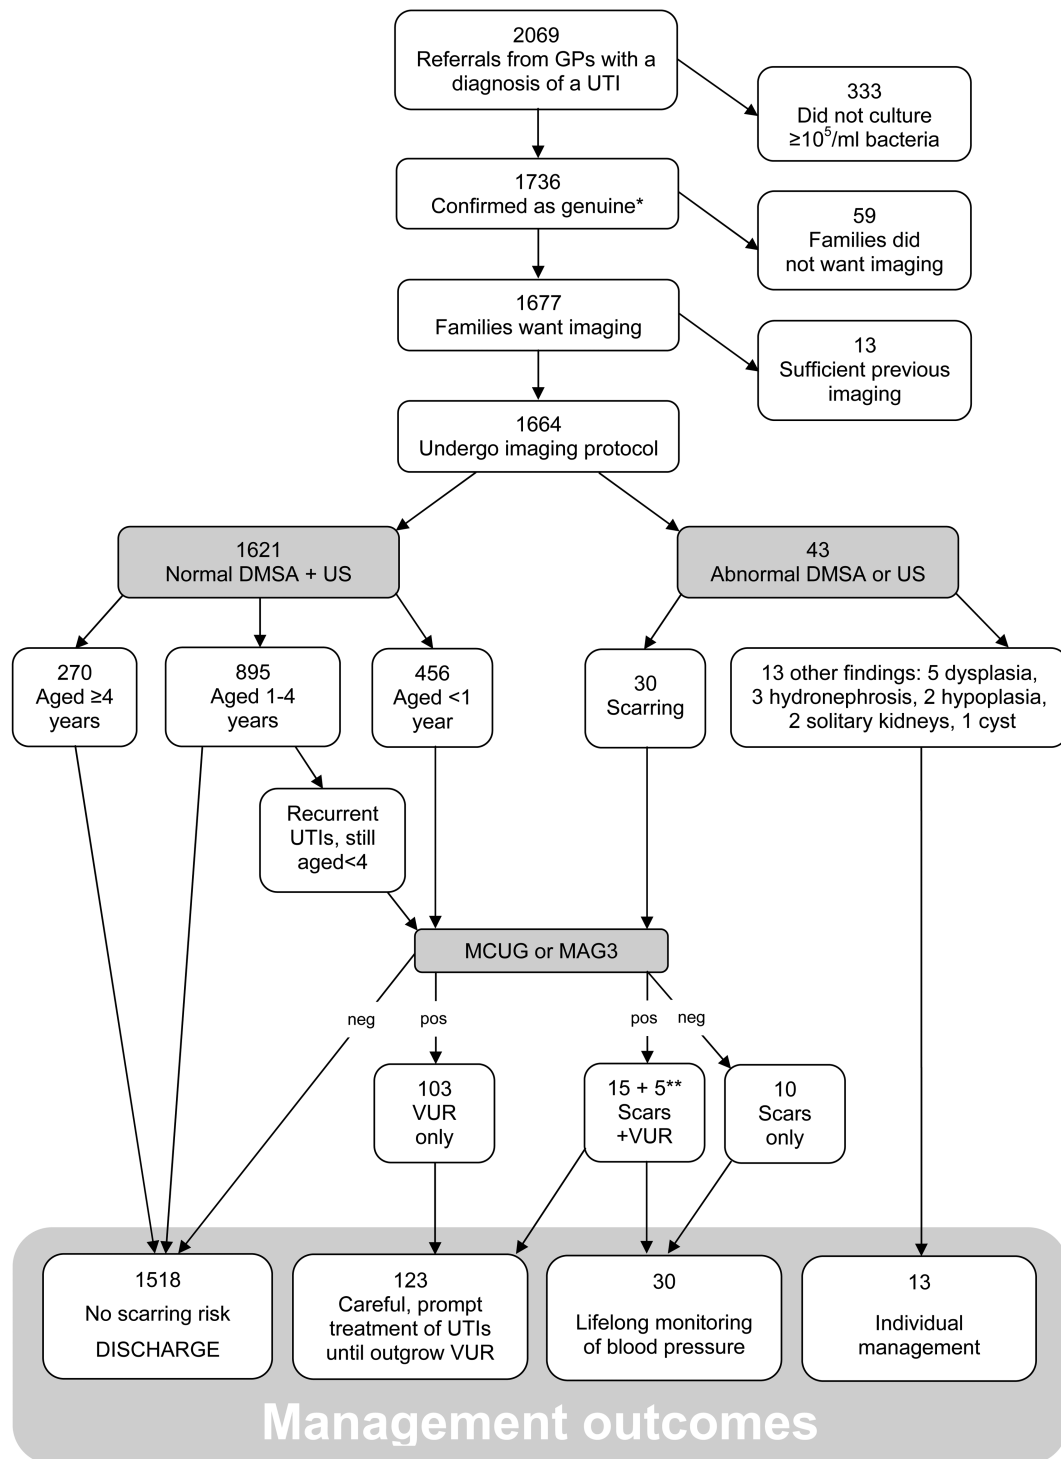 2069
Referrals from GPs with a
diagnosis of a UTI
333
Did not culture
≥10⁵/ml bacteria
1736
Confirmed as genuine*
59
Families did
not want imaging
1677
Families want imaging
13
Sufficient previous
imaging
1664
Undergo imaging protocol
1621
Normal DMSA + US
43
Abnormal DMSA or US
270
Aged ≥4
years
895
Aged 1-4
years
456
Aged <1
year
30
Scarring
13 other findings: 5 dysplasia,
3 hydronephrosis, 2 hypoplasia,
2 solitary kidneys, 1 cyst
Recurrent
UTIs, still
aged<4
MCUG or MAG3
neg
pos
pos
neg
103
VUR
only
15 + 5**
Scars
+VUR
10
Scars
only
1518
No scarring risk
DISCHARGE
123
Careful, prompt
treatment of UTIs
until outgrow VUR
30
Lifelong monitoring
of blood pressure
13
Individual
management
Management outcomes